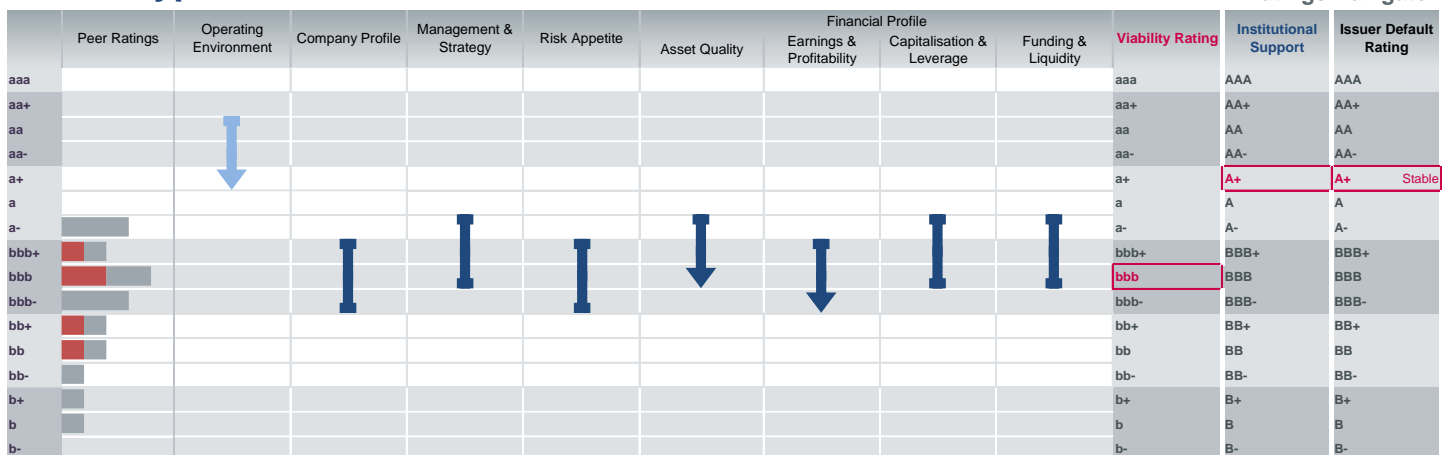 Financial Profile
Peer Ratings
Operating
Environment
Company Profile
Management &
Strategy
Risk Appetite
Asset Quality
Earnings &
Profitability
Capitalisation &
Leverage
Funding &
Liquidity
Viability Rating
Institutional
Support
Issuer Default
Rating
aaa aaa AAA AAA
aa+ aa+ AA+ AA+
aa aa AA AA
aa- aa- AA- AA-
a+ a+ A+ A+ Stable
a a A A
a- a- A- A-
bbb+ bbb+ BBB+ BBB+
bbb bbb BBB BBB
bbb- bbb- BBB- BBB-
bb+ bb+ BB+ BB+
bb bb BB BB
bb- bb- BB- BB-
b+ b+ B+ B+
b b B B
b- b- B- B-